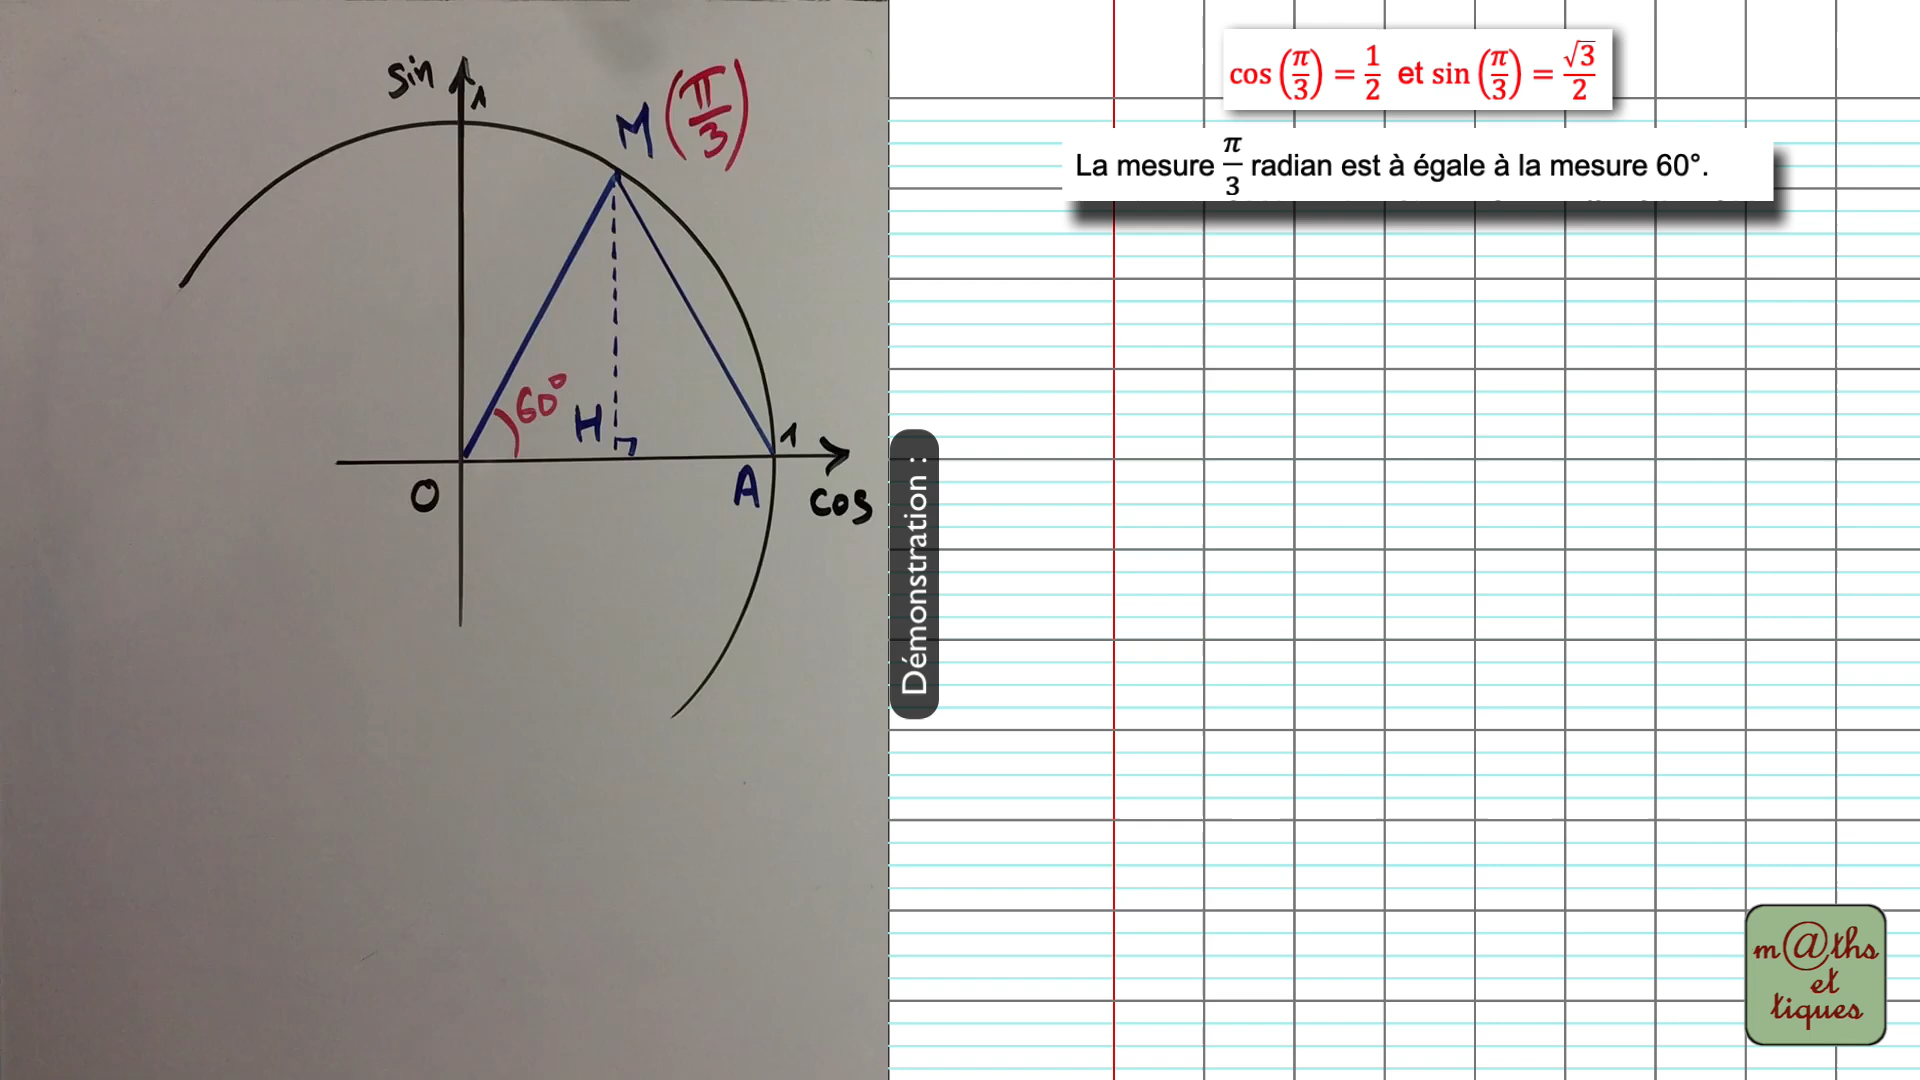 sin
1
M (π/3)
60°
H
1
O
A
cos
cos(π/3) = 1/2 et sin(π/3) = √3/2
La mesure π/3 radian est à égale à la mesure 60°.
Démonstration :
m@ths
et
tiques